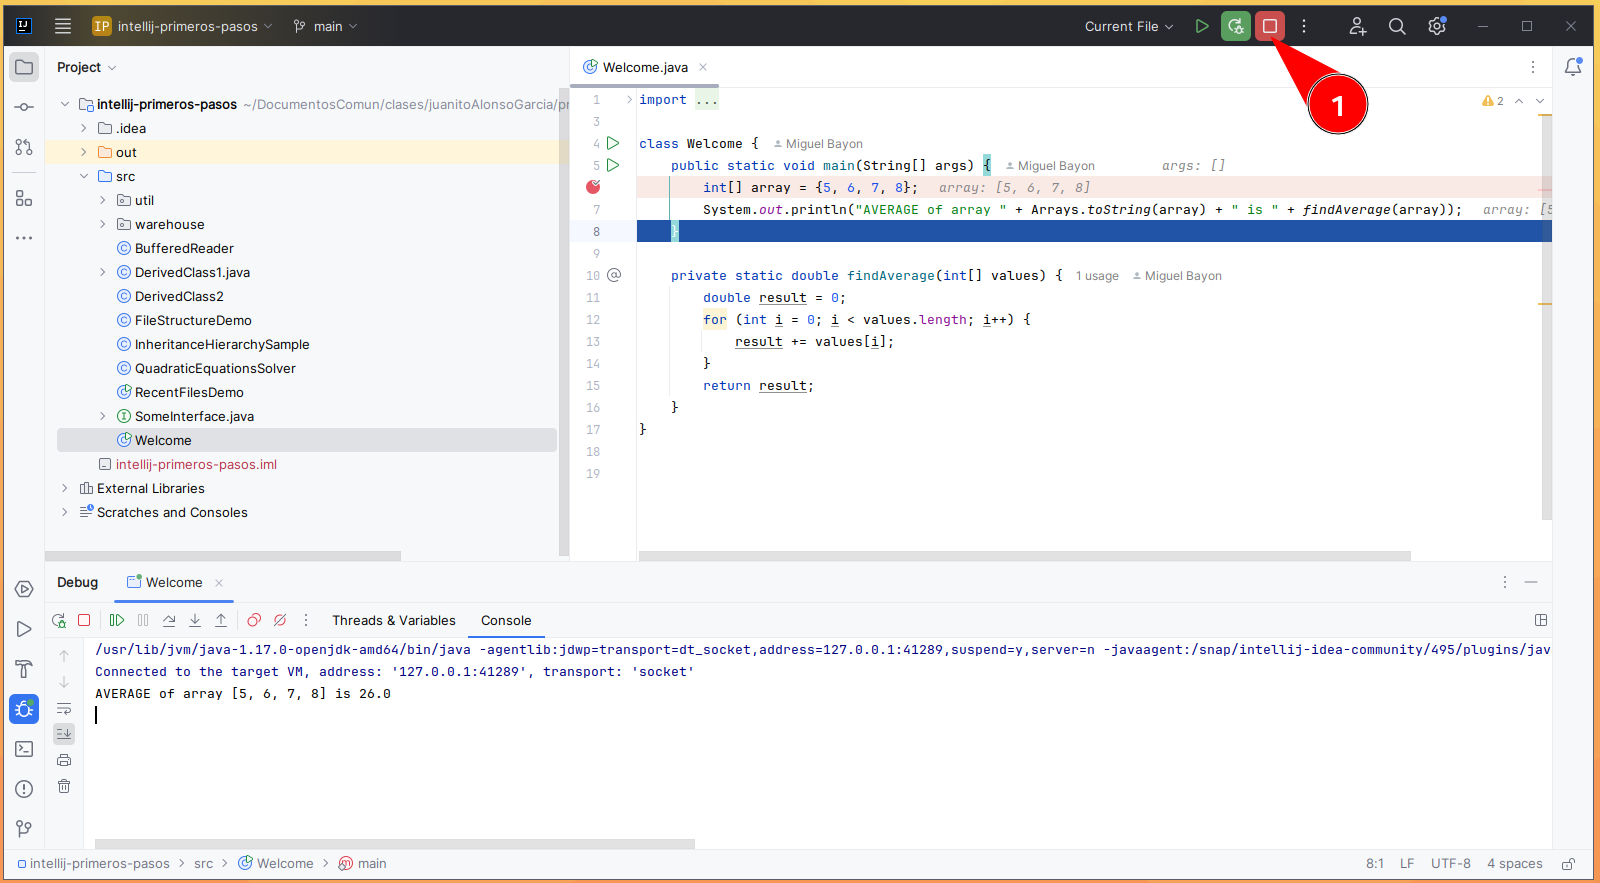 IJ IP intellij-primeros-pasos main Current File
Project
Welcome.java
1
intellij-primeros-pasos ~/DocumentosComun/clases/juanitoAlonsoGarcia/pr
.idea
out
src
util
warehouse
BufferedReader
DerivedClass1.java
DerivedClass2
FileStructureDemo
InheritanceHierarchySample
QuadraticEquationsSolver
RecentFilesDemo
SomeInterface.java
Welcome
intellij-primeros-pasos.iml
External Libraries
Scratches and Consoles
1 import ... 2
3
4 class Welcome { Miguel Bayon
5 public static void main(String[] args) { Miguel Bayon args: []
int[] array = {5, 6, 7, 8}; array: [5, 6, 7, 8]
7 System.out.println("AVERAGE of array " + Arrays.toString(array) + " is " + findAverage(array)); array: [5
8 }
9
10 private static double findAverage(int[] values) { 1 usage Miguel Bayon
11 double result = 0;
12 for (int i = 0; i < values.length; i++) {
13 result += values[i];
14 }
15 return result;
16 }
17 }
18
19
Debug Welcome
Threads & Variables Console
/usr/lib/jvm/java-1.17.0-openjdk-amd64/bin/java -agentlib:jdwp=transport=dt_socket,address=127.0.0.1:41289,suspend=y,server=n -javaagent:/snap/intellij-idea-community/495/plugins/jav
Connected to the target VM, address: '127.0.0.1:41289', transport: 'socket'
AVERAGE of array [5, 6, 7, 8] is 26.0
intellij-primeros-pasos > src > Welcome > main 8:1 LF UTF-8 4 spaces